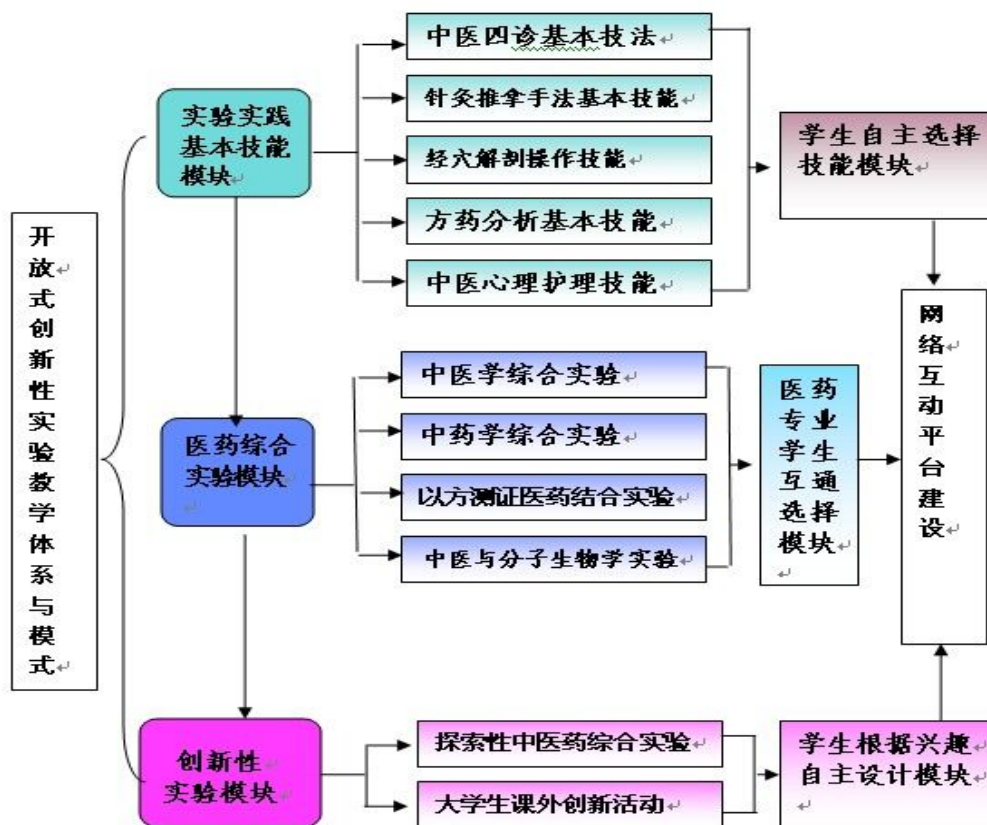 开
放
式
创
新
性
实
验
教
学
体
系
与
模
式
实验实践
基本技能
模块
中医四诊基本技法
针灸推拿手法基本技能
经穴解剖操作技能
方药分析基本技能
中医心理护理技能
学生自主选择
技能模块
医药综合
实验模块
中医学综合实验
中药学综合实验
以方测证医药结合实验
中医与分子生物学实验
医药
专业
学生
互通
选择
模块
网
络
互
动
平
台
建
设
创新性
实验模块
探索性中医药综合实验
大学生课外创新活动
学生根据兴趣
自主设计模块